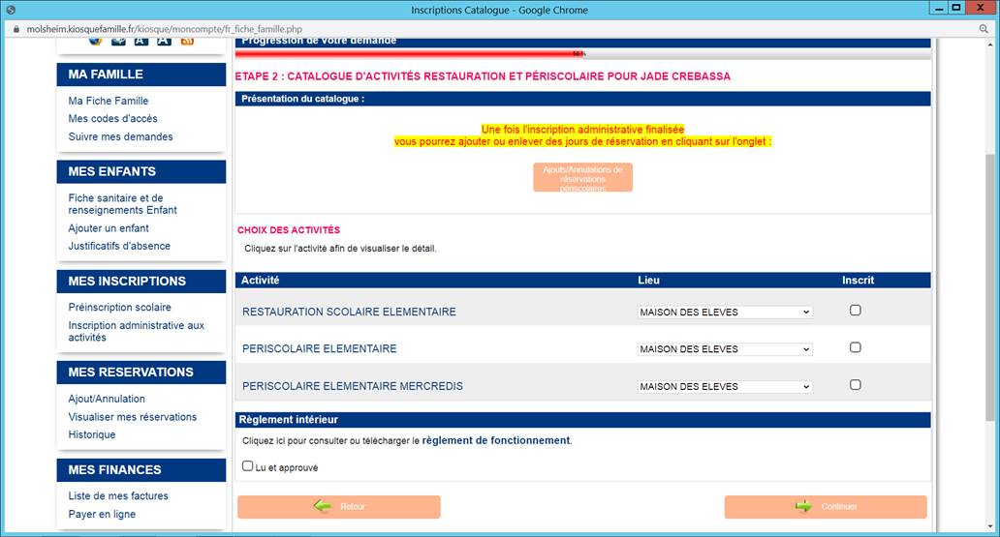 Inscriptions Catalogue - Google Chrome
molsheim.kiosquefamille.fr/kiosque/moncompte/fr_fiche_famille.php
A A
MA FAMILLE
Ma Fiche Famille
Mes codes d'accès
Suivre mes demandes
MES ENFANTS
Fiche sanitaire et de
renseignements Enfant
Ajouter un enfant
Justificatifs d'absence
MES INSCRIPTIONS
Préinscription scolaire
Inscription administrative aux
activités
MES RESERVATIONS
Ajout/Annulation
Visualiser mes réservations
Historique
MES FINANCES
Liste de mes factures
Payer en ligne
Progression de votre demande
ETAPE 2 : CATALOGUE D'ACTIVITÉS RESTAURATION ET PÉRISCOLAIRE POUR JADE CREBASSA
Présentation du catalogue :
Une fois l'inscription administrative finalisée
vous pourrez ajouter ou enlever des jours de réservation en cliquant sur l'onglet :
Ajouts/Annulations de
réservations
périscolaires
CHOIX DES ACTIVITÉS
Cliquez sur l'activité afin de visualiser le détail.
Activité Lieu Inscrit
RESTAURATION SCOLAIRE ELEMENTAIRE MAISON DES ELEVES
PERISCOLAIRE ELEMENTAIRE MAISON DES ELEVES
PERISCOLAIRE ELEMENTAIRE MERCREDIS MAISON DES ELEVES
Règlement intérieur
Cliquez ici pour consulter ou télécharger le règlement de fonctionnement.
Lu et approuvé
Retour Continuer